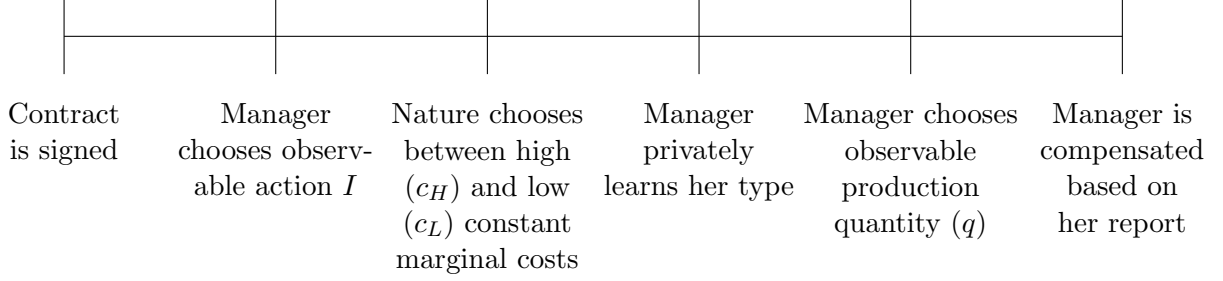 Contract
is signed
Manager
chooses observ-
able action I
Nature chooses
between high
(c_H) and low
(c_L) constant
marginal costs
Manager
privately
learns her type
Manager chooses
observable
production
quantity (q)
Manager is
compensated
based on
her report